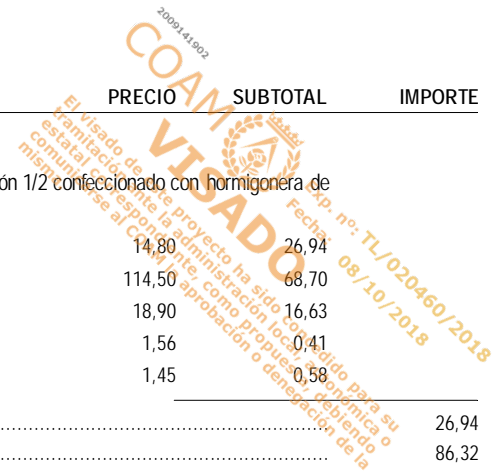 2009141902
COAM
PRECIO SUBTOTAL IMPORTE
El visado de este proyecto ha sido concedido para su
tramitación ante la administración local, autonómica o
estatal correspondiente, como propuesta, debiendo
comunicarse al COAM la aprobación o denegación de la
misma
VISADO
Exp. nº: TL/020460/2018
Fecha: 08/10/2018
ón 1/2 confeccionado con hormigonera de
14,80 26,94
114,50 68,70
18,90 16,63
1,56 0,41
1,45 0,58
26,94
86,32